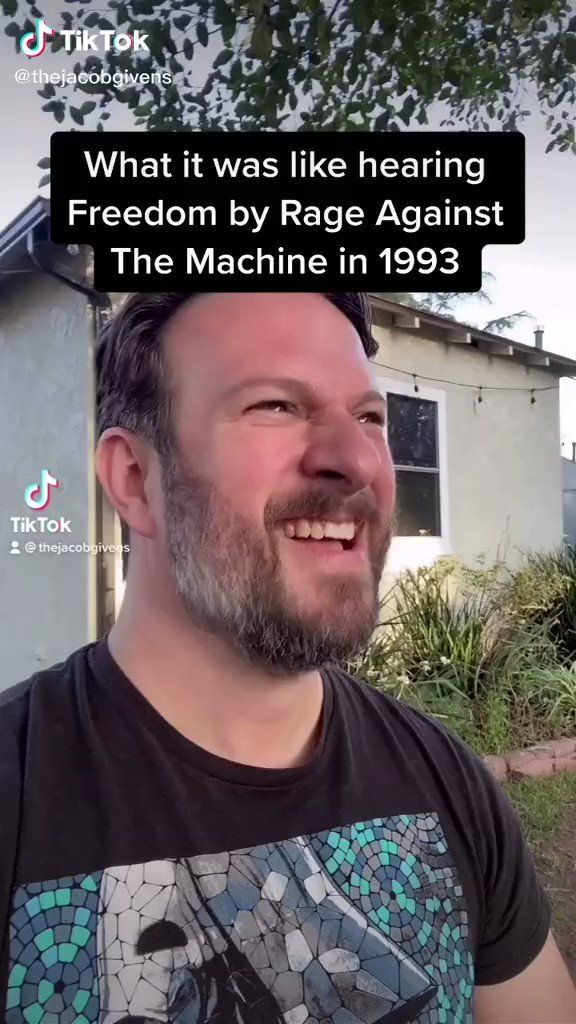 TikTok
@thejacobgivens
What it was like hearing
Freedom by Rage Against
The Machine in 1993
TikTok
@thejacobgivens